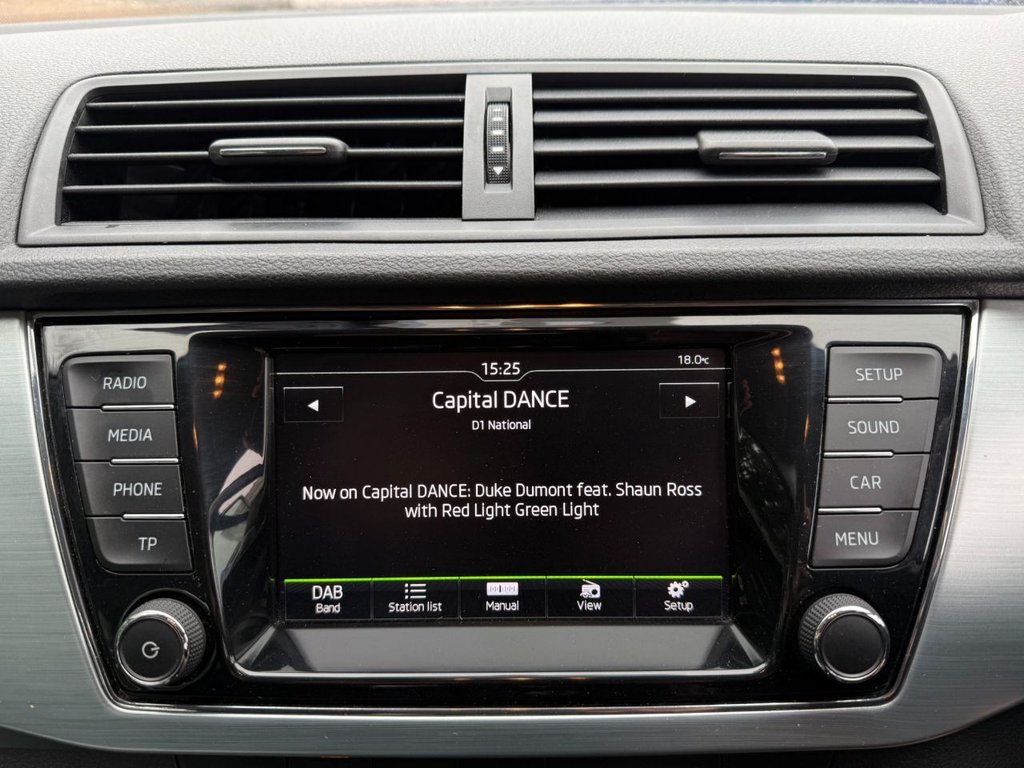 RADIO
MEDIA
PHONE
TP
15:25
18.0°C
Capital DANCE
D1 National
Now on Capital DANCE: Duke Dumont feat. Shaun Ross
with Red Light Green Light
DAB
Band
Station list
Manual
View
Setup
SETUP
SOUND
CAR
MENU